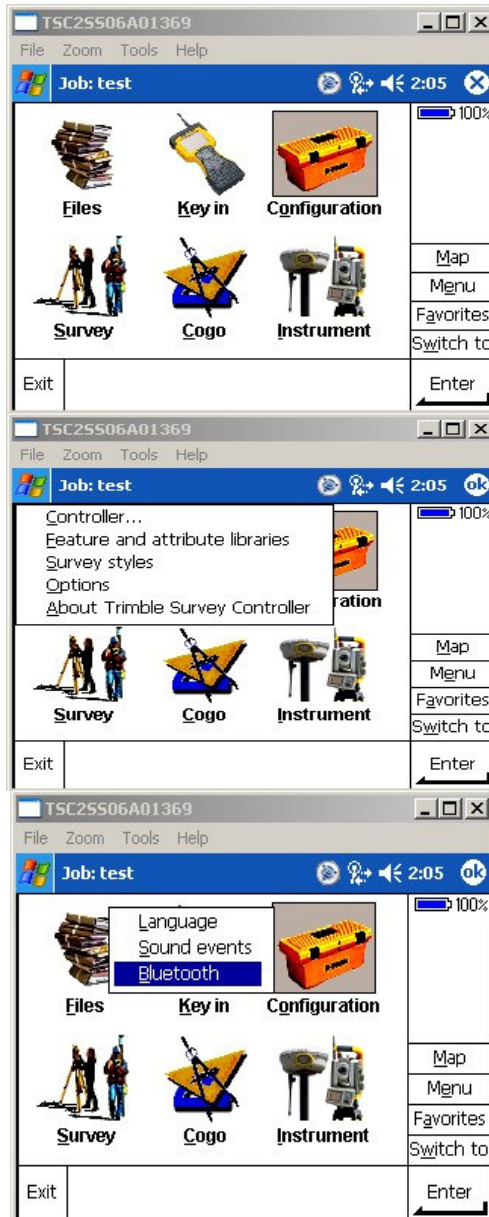 TSC2SS06A01369
File Zoom Tools Help
Job: test 2:05
100%
Files Key in Configuration
Map
Menu
Survey Cogo Instrument
Favorites
Switch to
Exit Enter
TSC2SS06A01369
File Zoom Tools Help
Job: test 2:05 ok
100%
Controller...
Feature and attribute libraries
Survey styles
Options
About Trimble Survey Controller
ration
Map
Menu
Survey Cogo Instrument
Favorites
Switch to
Exit Enter
TSC2SS06A01369
File Zoom Tools Help
Job: test 2:05 ok
100%
Language
Sound events
Bluetooth
Files Key in Configuration
Map
Menu
Survey Cogo Instrument
Favorites
Switch to
Exit Enter